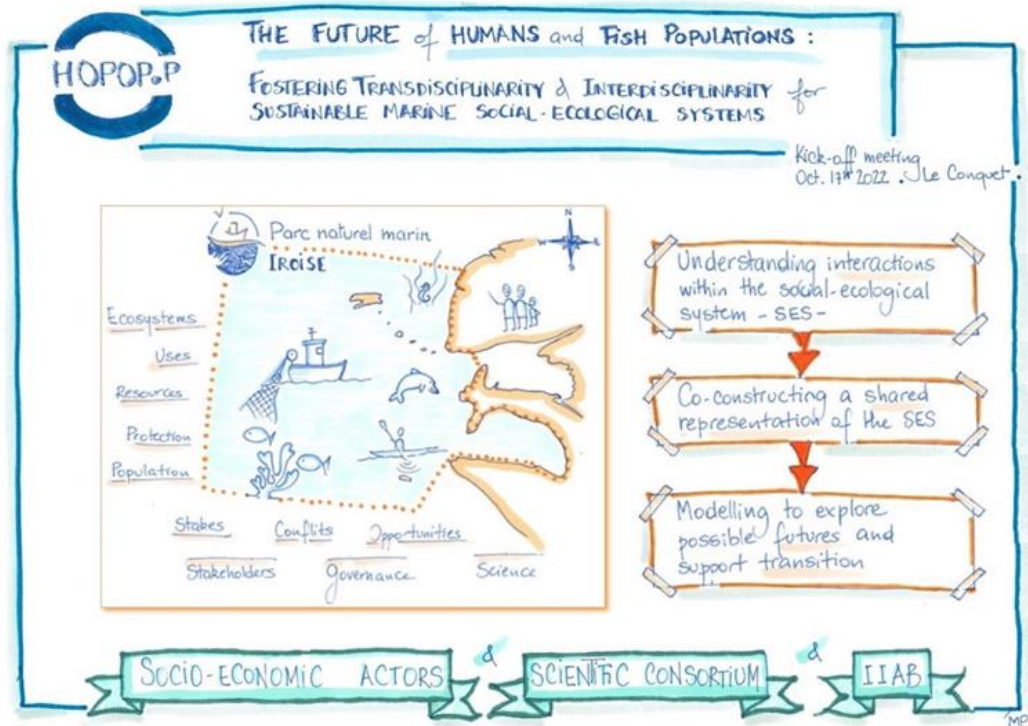 HOPOP.P
THE FUTURE of HUMANS and FISH POPULATIONS :
FOSTERING TRANSDISCIPLINARITY & INTERDISCIPLINARITY for
SUSTAINABLE MARINE SOCIAL-ECOLOGICAL SYSTEMS
Kick-off meeting
Oct. 17th 2022 . Le Conquet .
Parc naturel marin
IROISE
N
W E
S
Ecosystems
Uses
Resources
Protection
Population
Stakes Conflits Opportunities
Stakeholders Governance Science
Understanding interactions
within the social-ecological
system - SES -
Co-constructing a shared
representation of the SES
Modelling to explore
possible futures and
support transition
SOCIO-ECONOMIC ACTORS & SCIENTIFIC CONSORTIUM & IIAB
MP